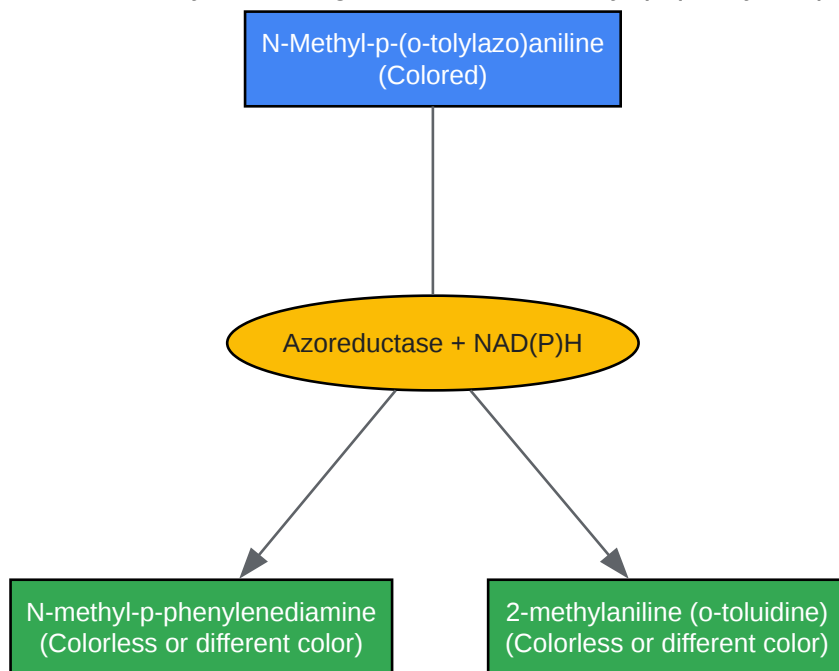 N-Methyl-p-(o-tolylazo)aniline
(Colored)
Azoreductase + NAD(P)H
N-methyl-p-phenylenediamine
(Colorless or different color)
2-methylaniline (o-toluidine)
(Colorless or different color)